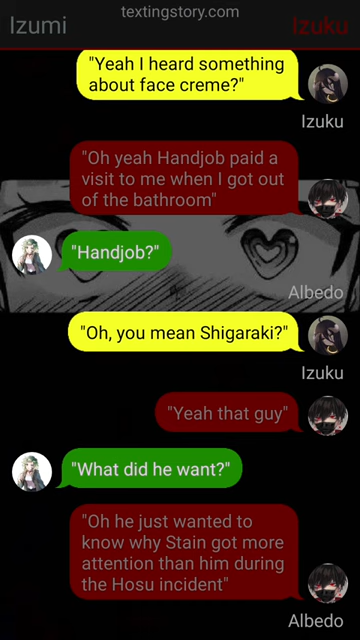 textingstory.com
Izumi
Izuku
"Yeah I heard something
about face creme?"
Izuku
"Oh yeah Handjob paid a
visit to me when I got out
of the bathroom"
"Handjob?"
Albedo
"Oh, you mean Shigaraki?"
Izuku
"Yeah that guy"
"What did he want?"
"Oh he just wanted to
know why Stain got more
attention than him during
the Hosu incident"
Albedo